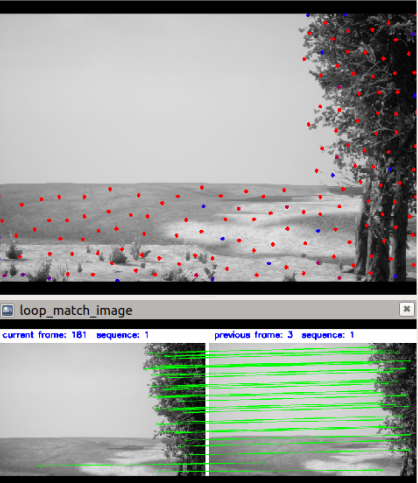 loop_match_image
current frame: 181 sequence: 1 previous frame: 3 sequence: 1